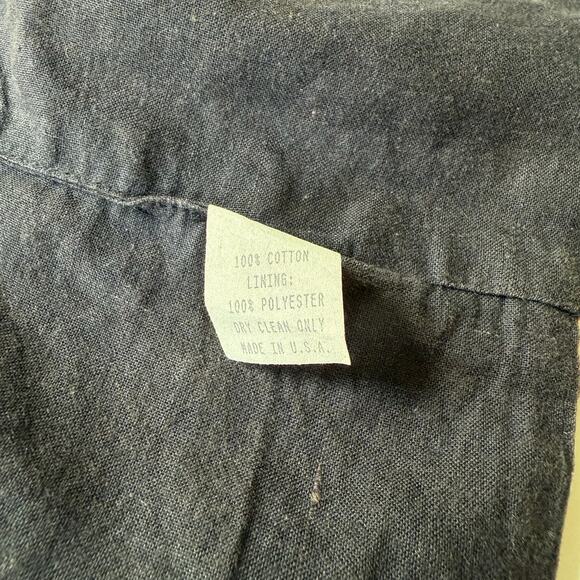 100% COTTON
LINING:
100% POLYESTER
DRY CLEAN ONLY
MADE IN U.S.A.